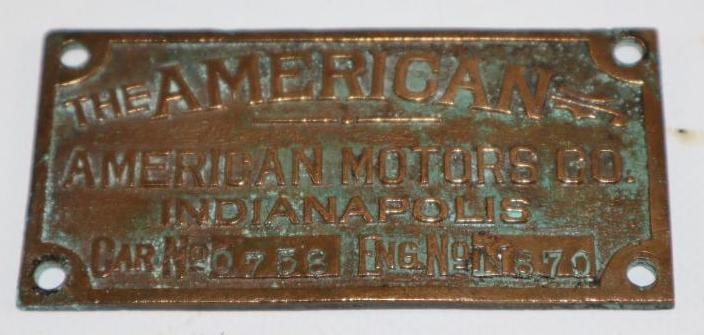 THE AMERICAN
AMERICAN MOTORS CO.
INDIANAPOLIS
CAR. No. 0758 ENG. No.